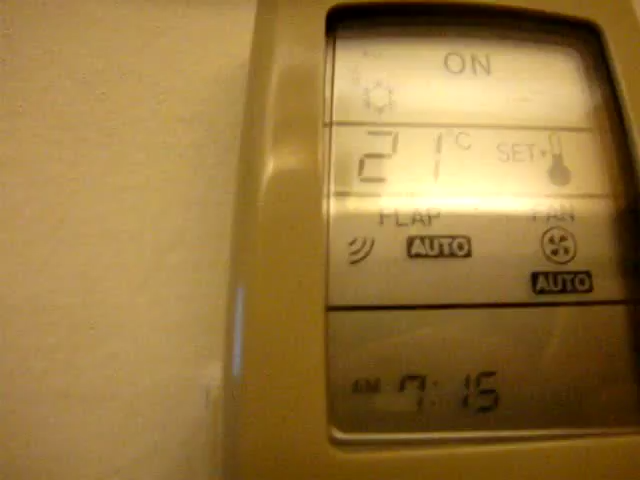 ON
21°C SET
FLAP FAN
AUTO
AUTO
AM 7:15